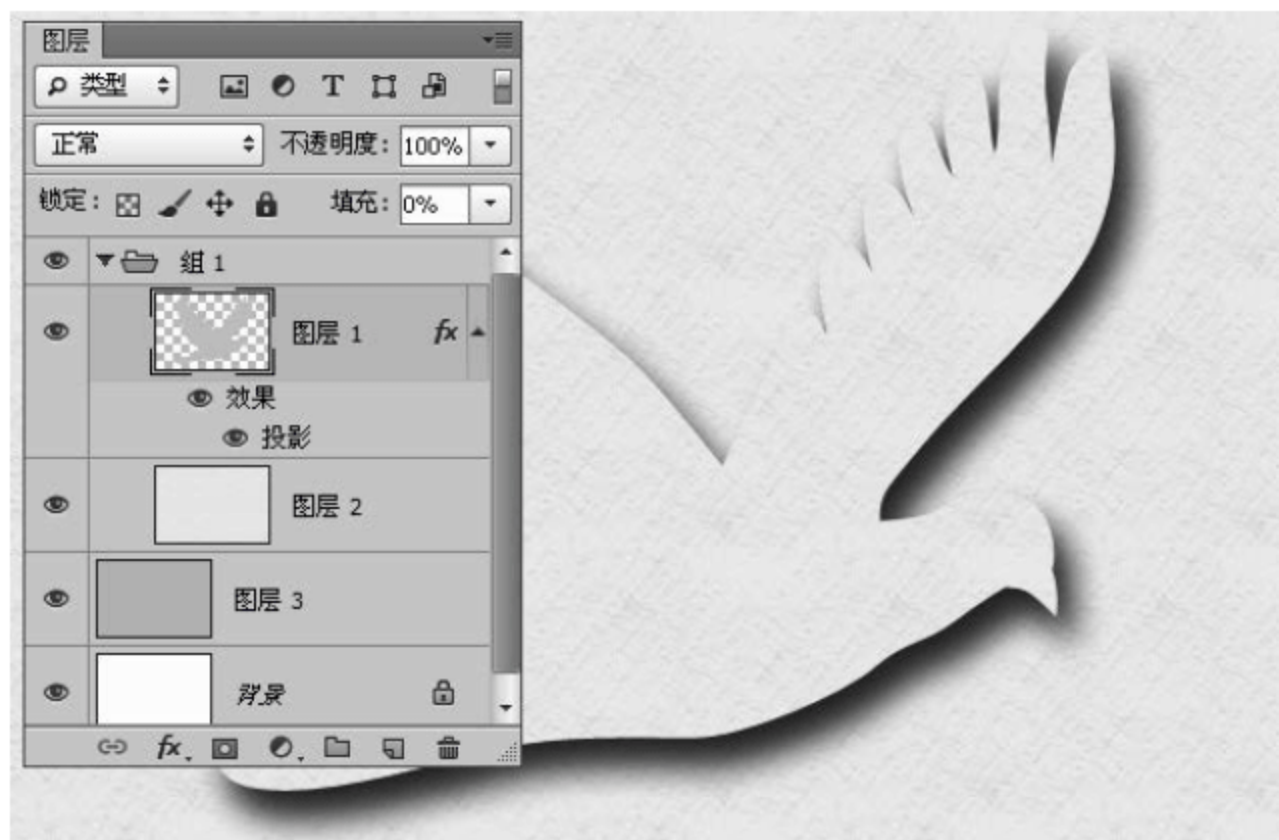 图层
类型
正常 不透明度: 100%
锁定: 填充: 0%
组 1
图层 1 fx
效果
投影
图层 2
图层 3
背景
fx